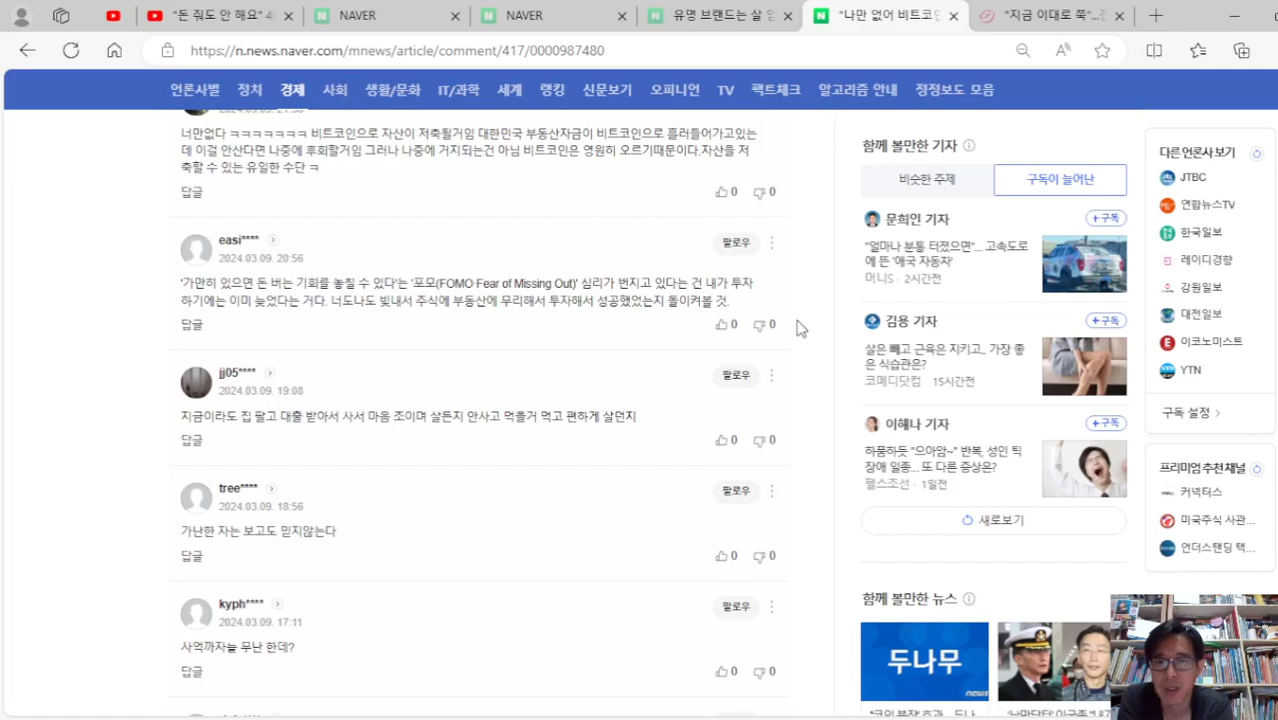 "돈 줘도 안 해요" 4
NAVER
NAVER
유명 브랜드는 살
"나만 없어 비트코인
"지금 이대로 쭉"...
https://n.news.naver.com/mnews/article/comment/417/0000987480
언론사별 정치 경제 사회 생활/문화 IT/과학 세계 랭킹 신문보기 오피니언 TV 팩트체크 알고리즘 안내 정정보도 모음
너만없다 ㅋㅋㅋㅋㅋㅋㅋ 비트코인으로 자산이 저축될거임 대한민국 부동산자금이 비트코인으로 흘러들어가고있는
데 이걸 안산다면 나중에 후회할거임 그러나 나중에 거지되는건 아님 비트코인은 영원히 오르기때문이다.자산을 저
축할 수 있는 유일한 수단 ㅋ
답글
0 0
easi****
팔로우
2024.03.09. 20:56
'가만히 있으면 돈 버는 기회를 놓칠 수 있다'는 '포모(FOMO·Fear of Missing Out)' 심리가 번지고 있다는 건 내가 투자
하기에는 이미 늦었다는 거다. 너도나도 빚내서 주식에 부동산에 무리해서 투자해서 성공했었는지 돌이켜볼 것.
답글
0 0
jj05****
팔로우
2024.03.09. 19:08
지금이라도 집 팔고 대출 받아서 사서 마음 조이며 살든지 안사고 먹을거 먹고 편하게 살던지
답글
0 0
tree****
팔로우
2024.03.09. 18:56
가난한 자는 보고도 믿지않는다
답글
0 0
kyph****
팔로우
2024.03.09. 17:11
사억까지늘 무난 한데?
답글
0 0
함께 볼만한 기자
비슷한 주제
구독이 늘어난
문희인 기자
+구독
"얼마나 분통 터졌으면"... 고속도로
에 뜬 '애국 자동차'
머니S · 2시간전
김용 기자
+구독
살은 빼고 근육은 지키고... 가장 좋
은 식습관은?
코메디닷컴 15시간전
이해나 기자
+구독
하품하듯 "으아암~" 반복, 성인 틱
장애 일종... 또 다른 증상은?
헬스조선 · 1일전
새로보기
함께 볼만한 뉴스
두나무
news
다른 언론사 보기
JTBC
연합뉴스TV
한국일보
레이디경향
강원일보
대전일보
이코노미스트
YTN
구독 설정
프리미엄 추천 채널
커넥터스
미국주식 사관...
언더스탠딩 텍...